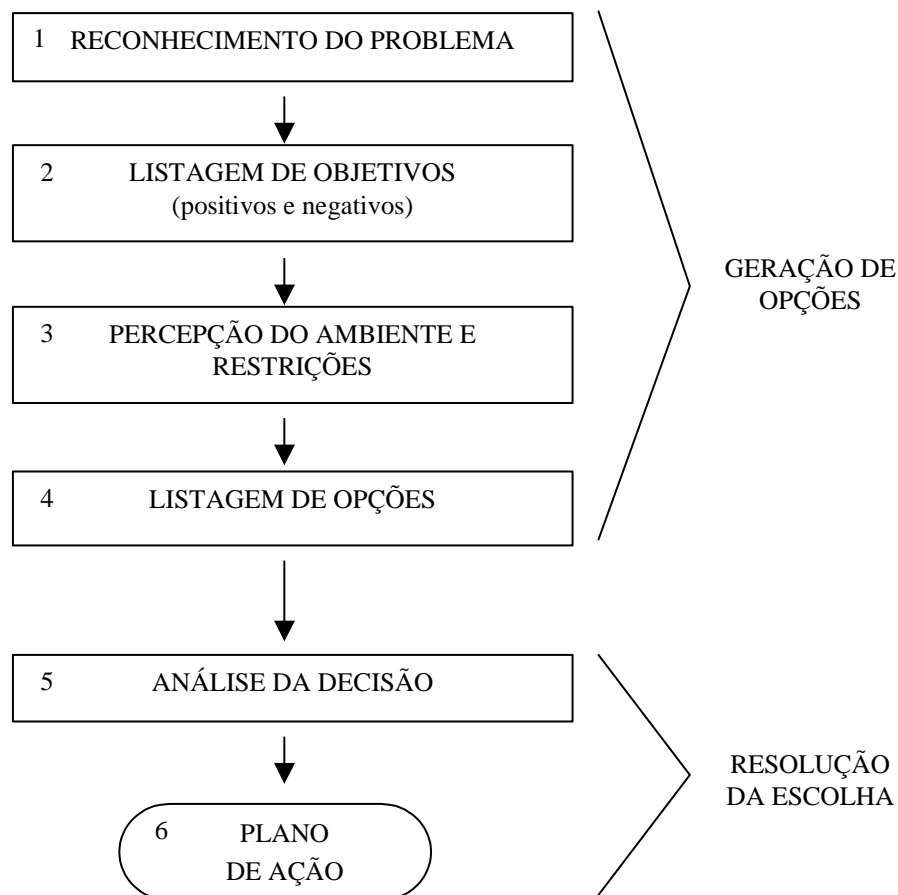 1 RECONHECIMENTO DO PROBLEMA
2 LISTAGEM DE OBJETIVOS
(positivos e negativos)
3 PERCEPÇÃO DO AMBIENTE E
RESTRIÇÕES
4 LISTAGEM DE OPÇÕES
GERAÇÃO DE
OPÇÕES
5 ANÁLISE DA DECISÃO
6 PLANO
DE AÇÃO
RESOLUÇÃO
DA ESCOLHA